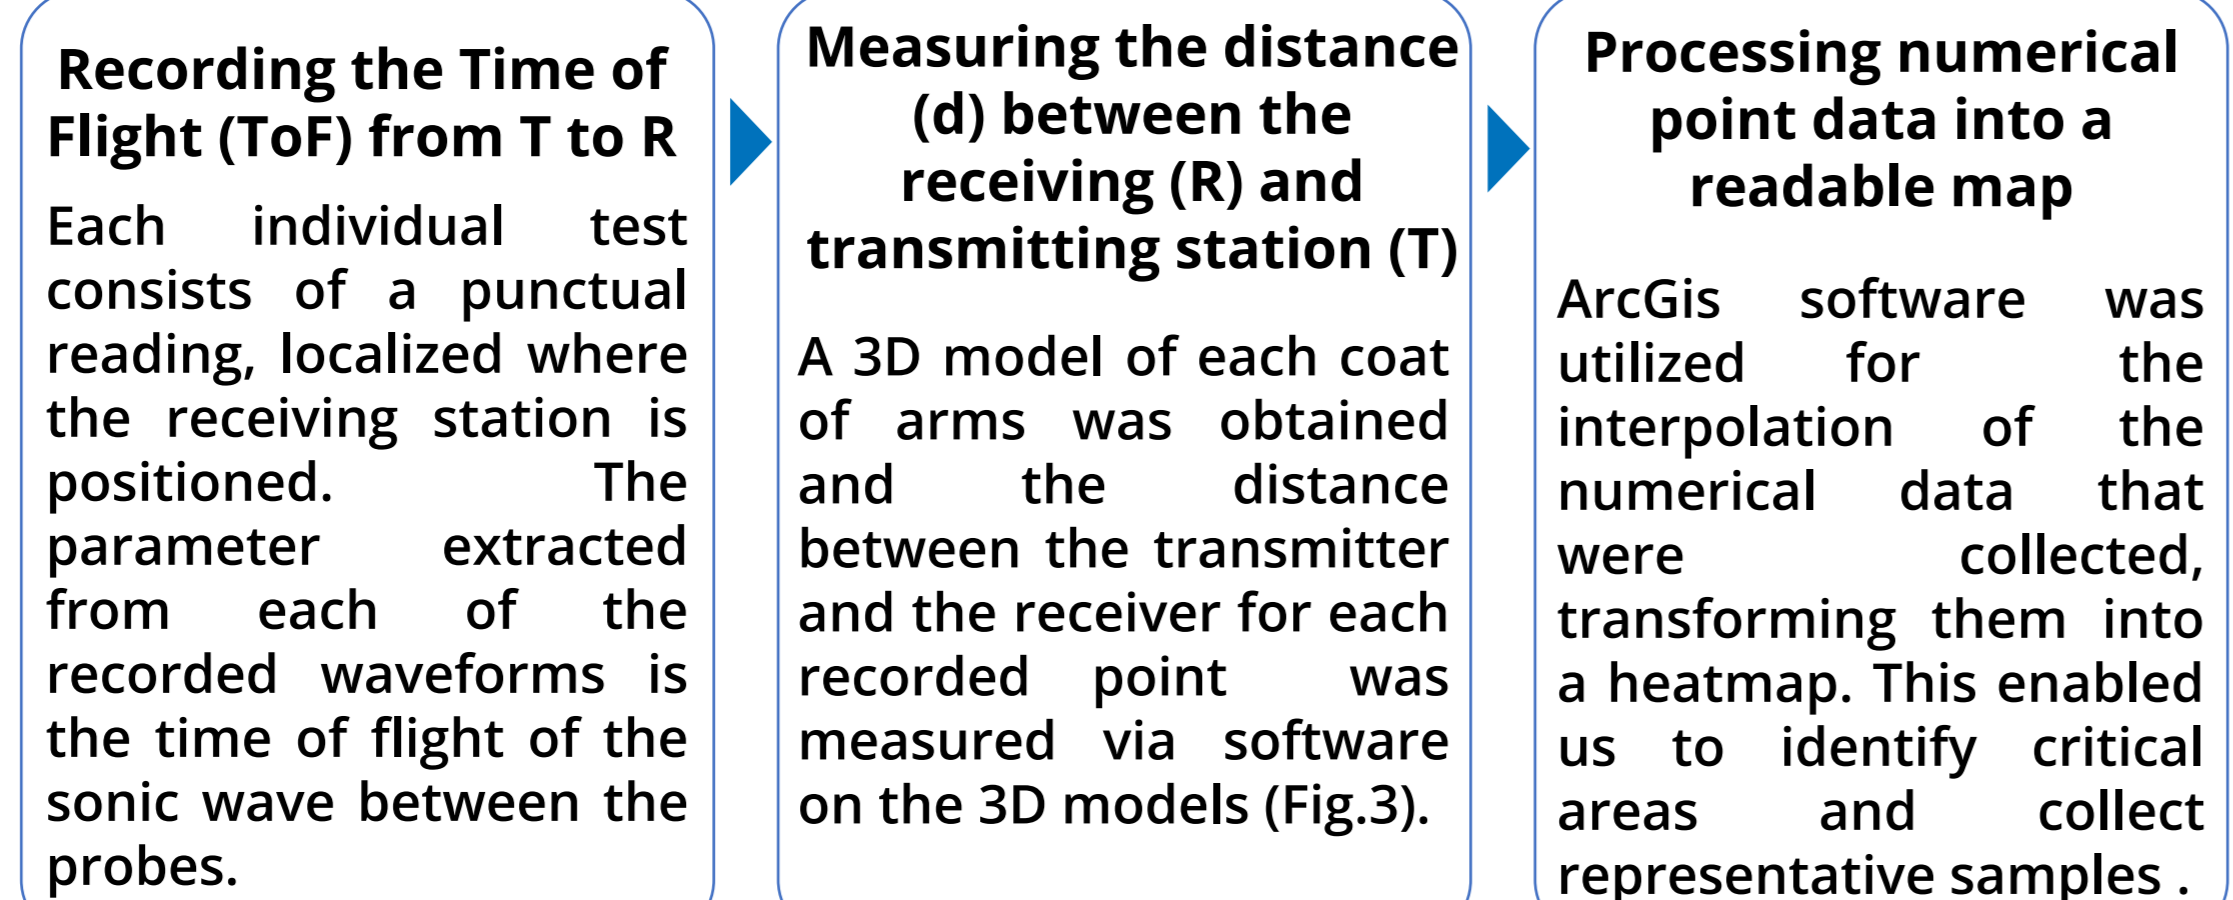 Recording the Time of
Flight (ToF) from T to R
Each individual test
consists of a punctual
reading, localized where
the receiving station is
positioned. The
parameter extracted
from each of the
recorded waveforms is
the time of flight of the
sonic wave between the
probes.
Measuring the distance
(d) between the
receiving (R) and
transmitting station (T)
A 3D model of each coat
of arms was obtained
and the distance
between the transmitter
and the receiver for each
recorded point was
measured via software
on the 3D models (Fig.3).
Processing numerical
point data into a
readable map
ArcGis software was
utilized for the
interpolation of the
numerical data that
were collected,
transforming them into
a heatmap. This enabled
us to identify critical
areas and collect
representative samples .